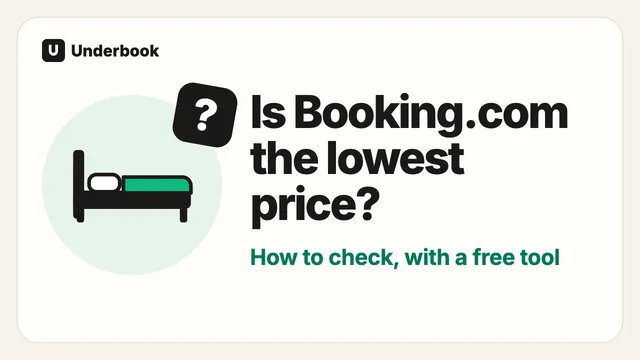 U Underbook
?
Is Booking.com
the lowest
price?
How to check, with a free tool